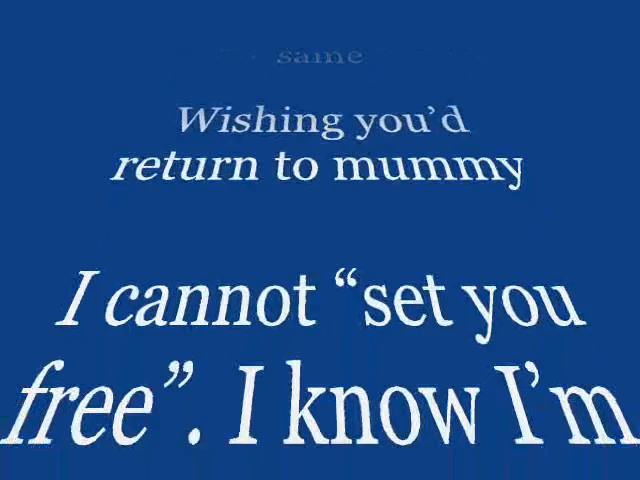 same
Wishing you’d
return to mummy
I cannot “set you
free”. I know I’m